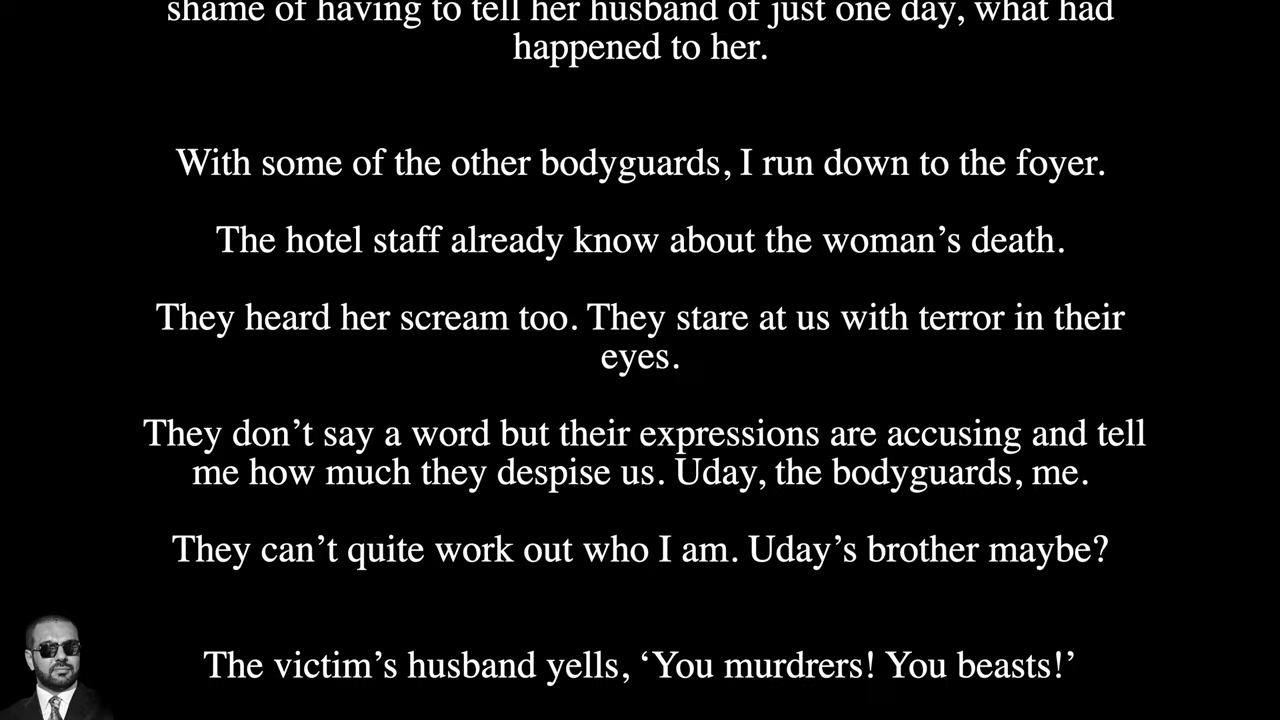 shame of having to tell her husband of just one day, what had
happened to her.
With some of the other bodyguards, I run down to the foyer.
The hotel staff already know about the woman’s death.
They heard her scream too. They stare at us with terror in their
eyes.
They don’t say a word but their expressions are accusing and tell
me how much they despise us. Uday, the bodyguards, me.
They can’t quite work out who I am. Uday’s brother maybe?
The victim’s husband yells, ‘You murdrers! You beasts!’